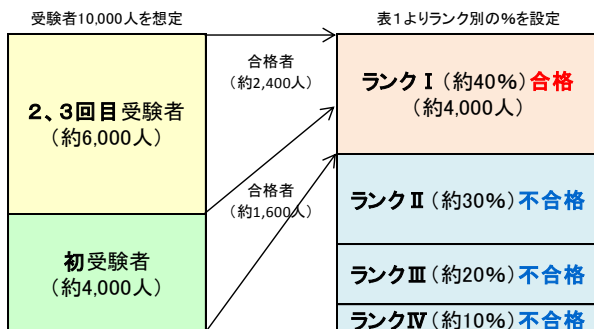 受験者10,000人を想定
表1よりランク別の%を設定
合格者
(約2,400人)
2、3回目受験者
(約6,000人)
ランクⅠ(約40%)合格
(約4,000人)
合格者
(約1,600人)
ランクⅡ(約30%)不合格
初受験者
(約4,000人)
ランクⅢ(約20%)不合格
ランクⅣ(約10%)不合格